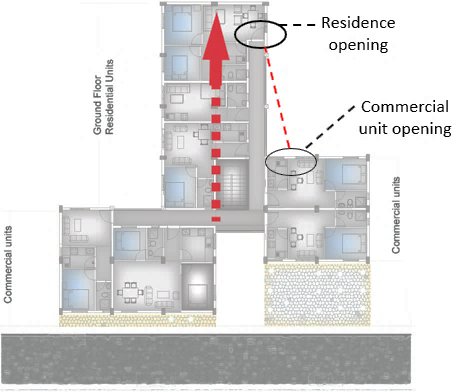 Residence
opening
Commercial
unit opening
Ground Floor
Residential Units
Commercial units
Commercial units